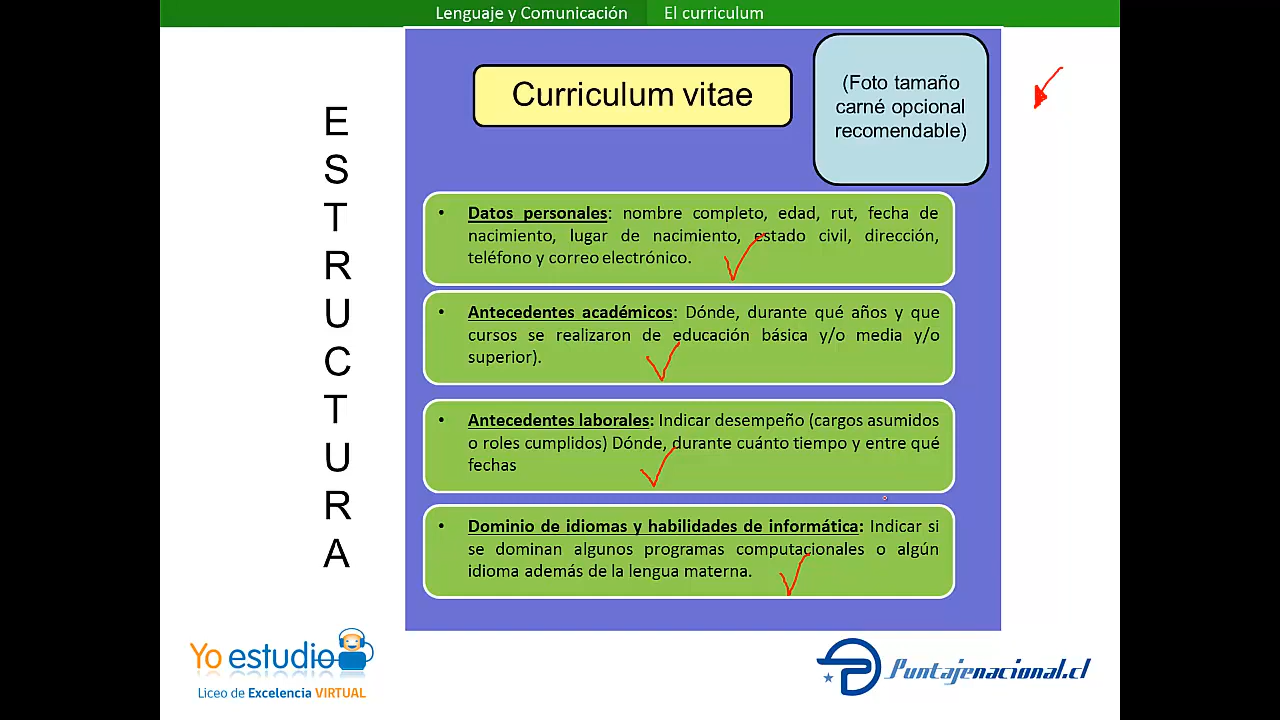 Lenguaje y Comunicación El curriculum
Curriculum vitae
(Foto tamaño
carné opcional
recomendable)
E
S
T
R
U
C
T
U
R
A
• Datos personales: nombre completo, edad, rut, fecha de
nacimiento, lugar de nacimiento, estado civil, dirección,
teléfono y correo electrónico.
• Antecedentes académicos: Dónde, durante qué años y que
cursos se realizaron de educación básica y/o media y/o
superior).
• Antecedentes laborales: Indicar desempeño (cargos asumidos
o roles cumplidos) Dónde, durante cuánto tiempo y entre qué
fechas
• Dominio de idiomas y habilidades de informática: Indicar si
se dominan algunos programas computacionales o algún
idioma además de la lengua materna.
Yo estudio
Liceo de Excelencia VIRTUAL
Puntajenacional.cl